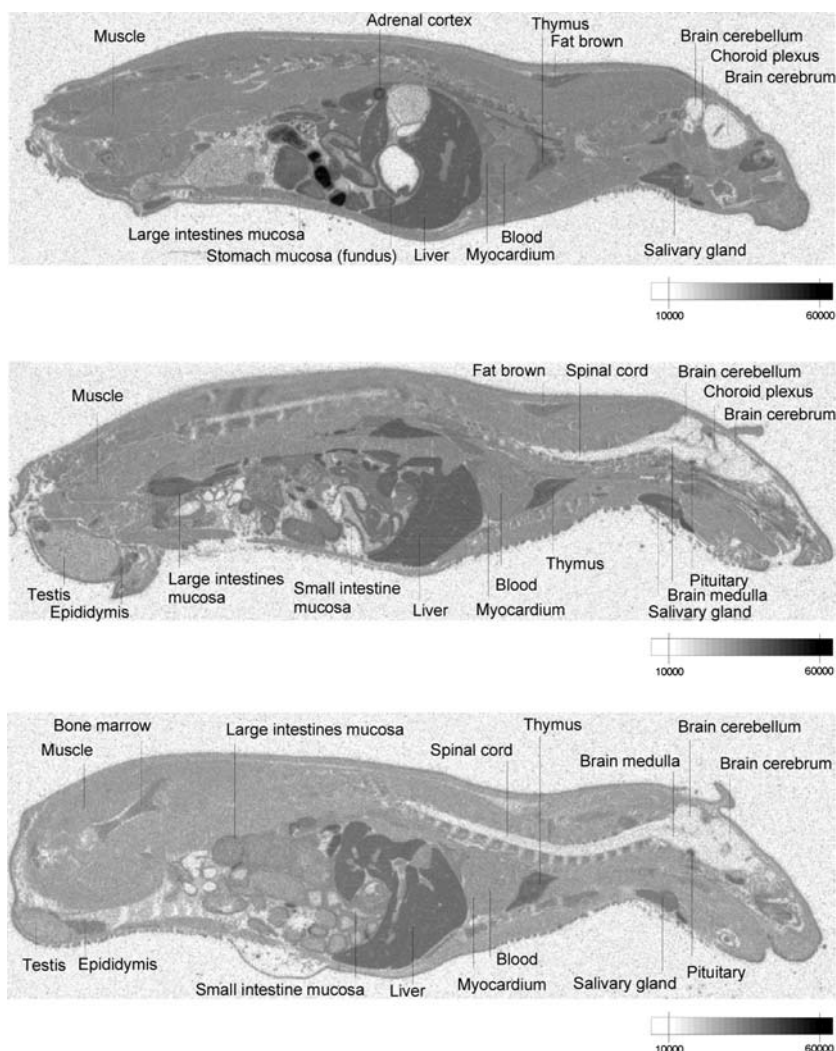 Adrenal cortex
Thymus
Muscle
Fat brown
Brain cerebellum
Choroid plexus
Brain cerebrum
Large intestines mucosa
Blood
Stomach mucosa (fundus)
Liver
Myocardium
Salivary gland
10000
60000
Fat brown
Spinal cord
Brain cerebellum
Choroid plexus
Muscle
Brain cerebrum
Testis
Large intestines
mucosa
Small intestine
mucosa
Blood
Thymus
Pituitary
Epididymis
Liver
Myocardium
Brain medulla
Salivary gland
10000
60000
Bone marrow
Large intestines mucosa
Thymus
Brain cerebellum
Muscle
Spinal cord
Brain medulla
Brain cerebrum
Testis
Epididymis
Blood
Small intestine mucosa
Liver
Myocardium
Salivary gland
Pituitary
10000
60000